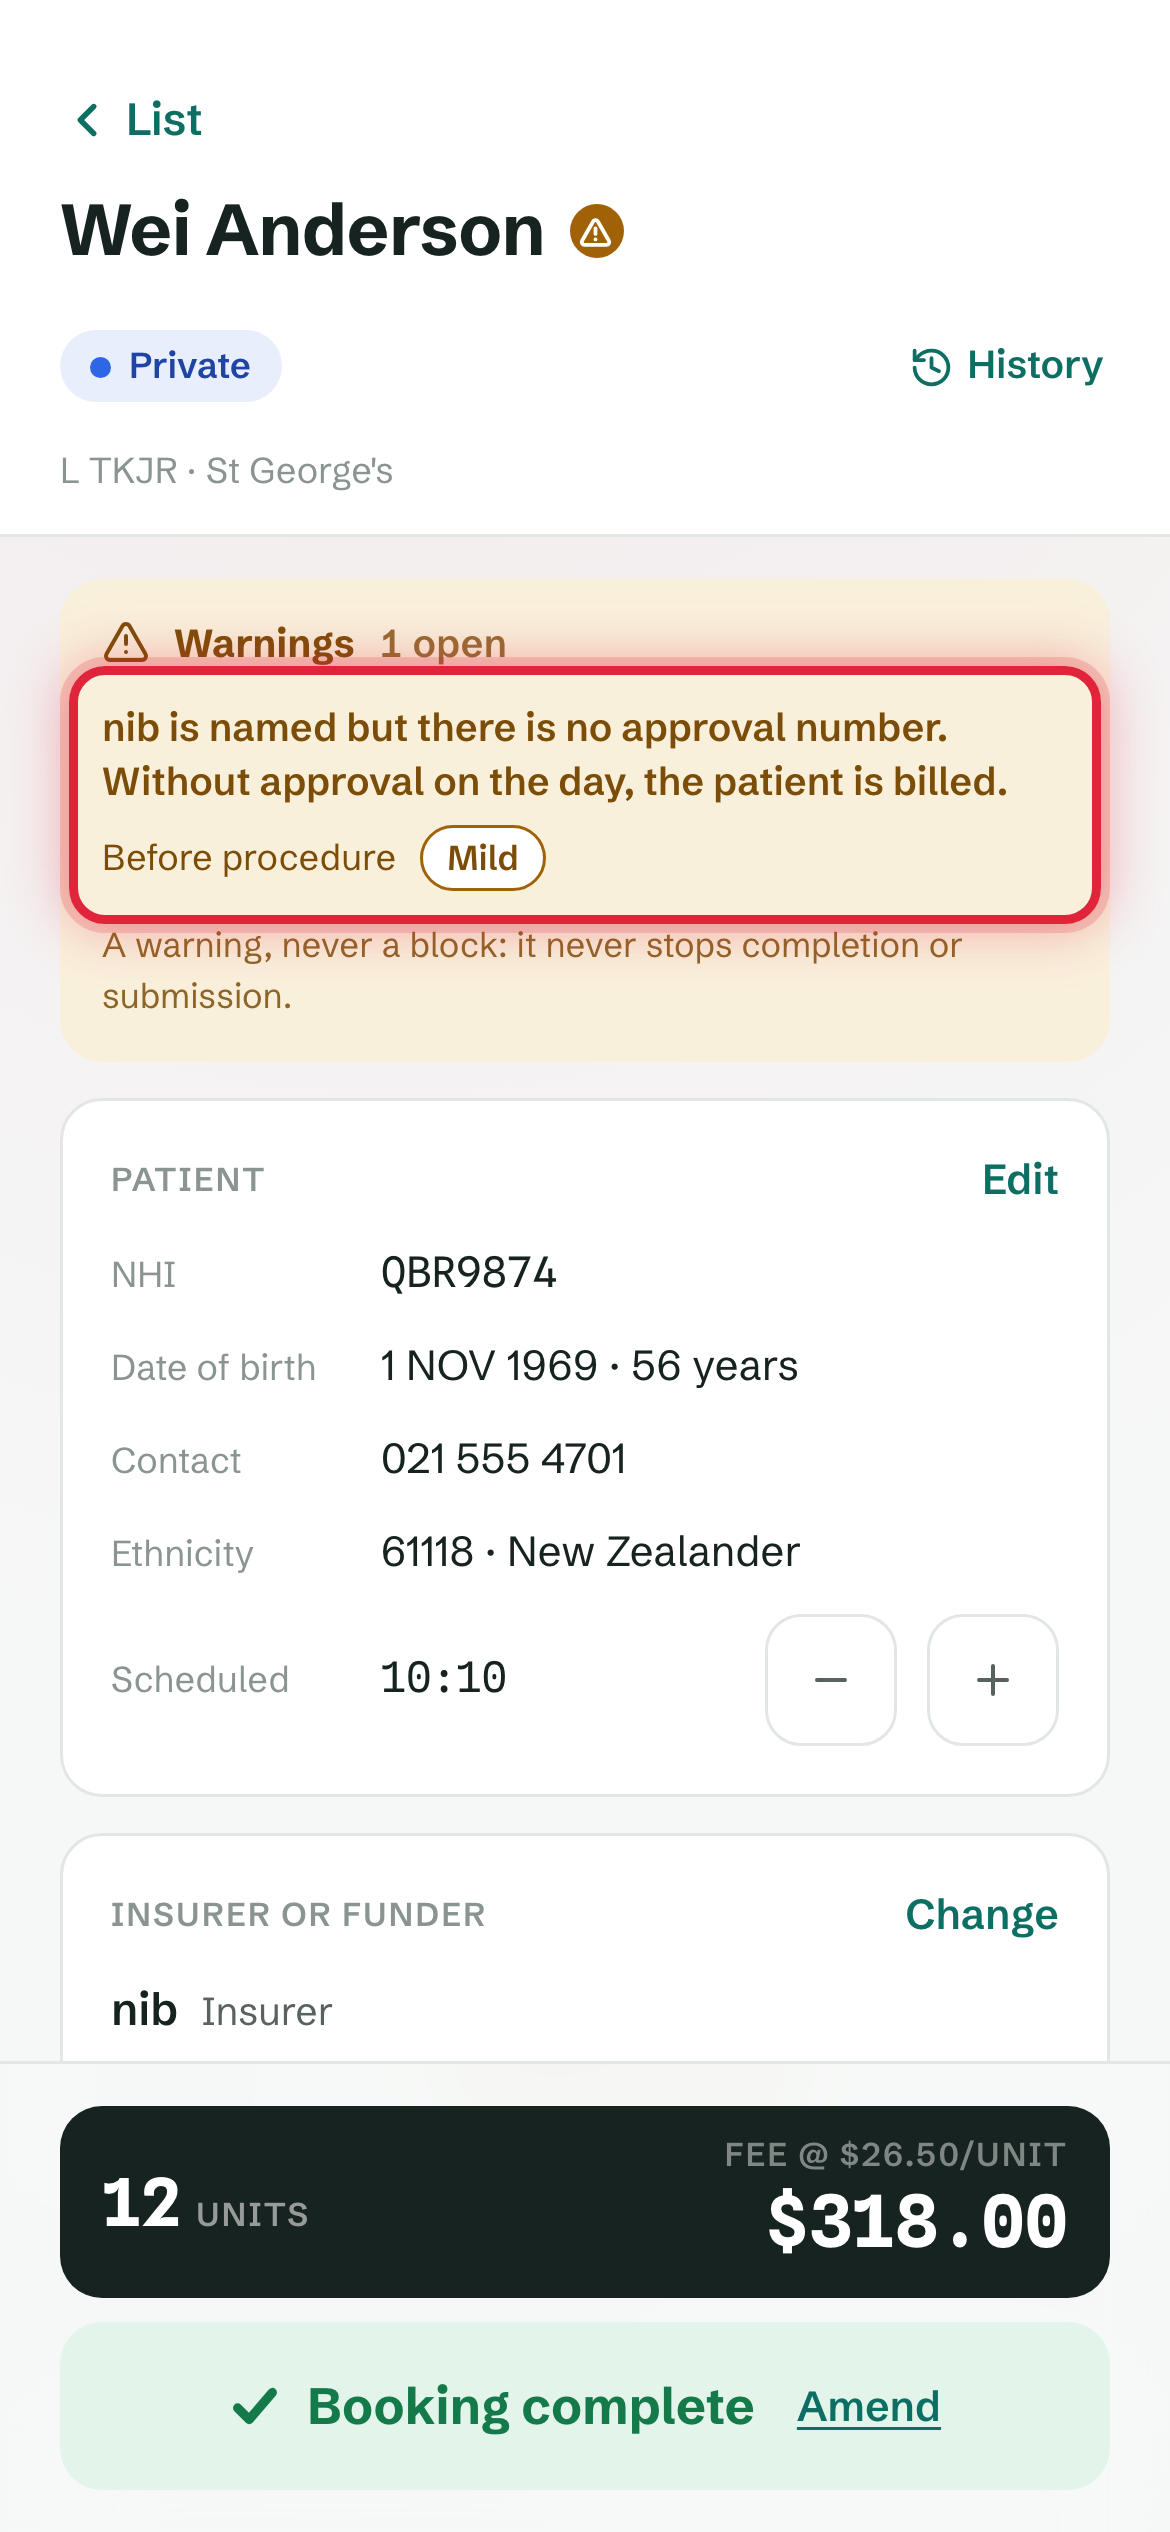 List
Wei Anderson
Private
History
L TKJR · St George's
Warnings 1 open
nib is named but there is no approval number.
Without approval on the day, the patient is billed.
Before procedure Mild
A warning, never a block: it never stops completion or
submission.
PATIENT Edit
NHI QBR9874
Date of birth 1 NOV 1969 · 56 years
Contact 021 555 4701
Ethnicity 61118 · New Zealander
Scheduled 10:10
INSURER OR FUNDER Change
nib Insurer
FEE @ $26.50/UNIT
12 UNITS $318.00
Booking complete Amend